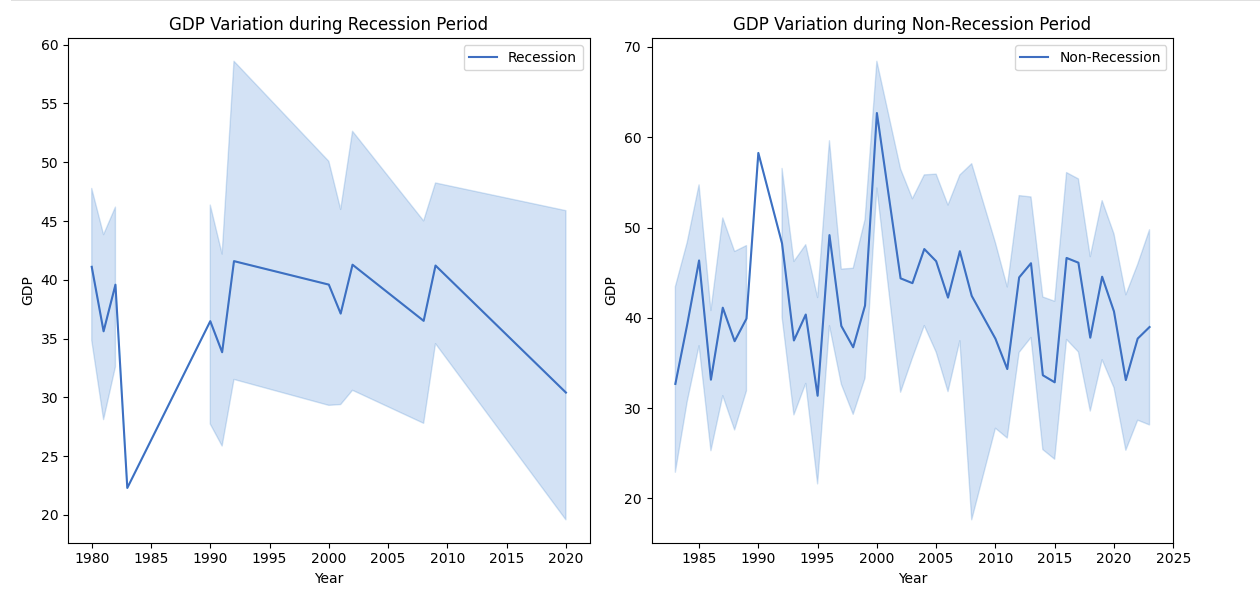 GDP Variation during Recession Period
GDP Variation during Non-Recession Period
Recession
Non-Recession
60
55
50
45
40
35
30
25
20
GDP
1980 1985 1990 1995 2000 2005 2010 2015 2020
Year
70
60
50
40
30
20
GDP
1985 1990 1995 2000 2005 2010 2015 2020 2025
Year